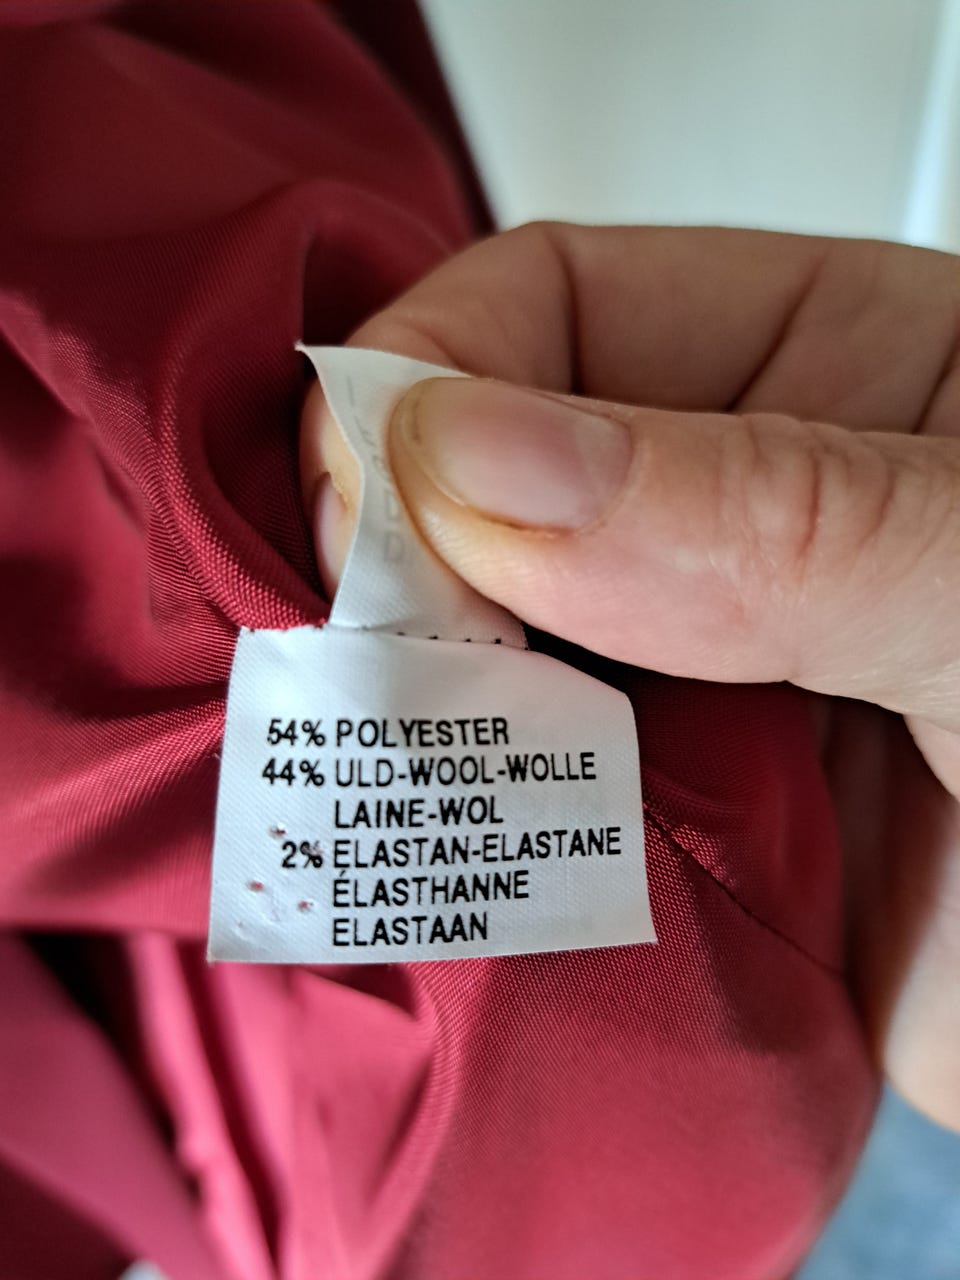 54% POLYESTER
44% ULD-WOOL-WOLLE
LAINE-WOL
2% ELASTAN-ELASTANE
ÉLASTHANNE
ELASTAAN